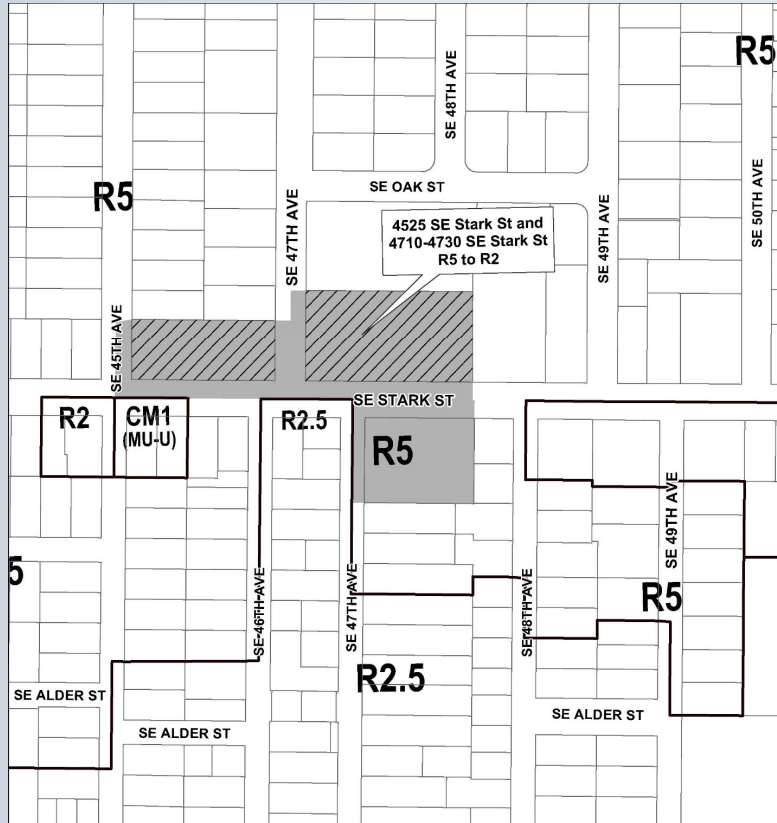 R5
SE 48TH AVE
SE OAK ST
R5
SE 47TH AVE
SE 49TH AVE
SE 50TH AVE
4525 SE Stark St and
4710-4730 SE Stark St
R5 to R2
SE 45TH AVE
SE STARK ST
R2
CM1
(MU-U)
R2.5
R5
SE 49TH AVE
5
SE 46TH AVE
SE 47TH AVE
SE 48TH AVE
R5
R2.5
SE ALDER ST
SE ALDER ST
SE ALDER ST